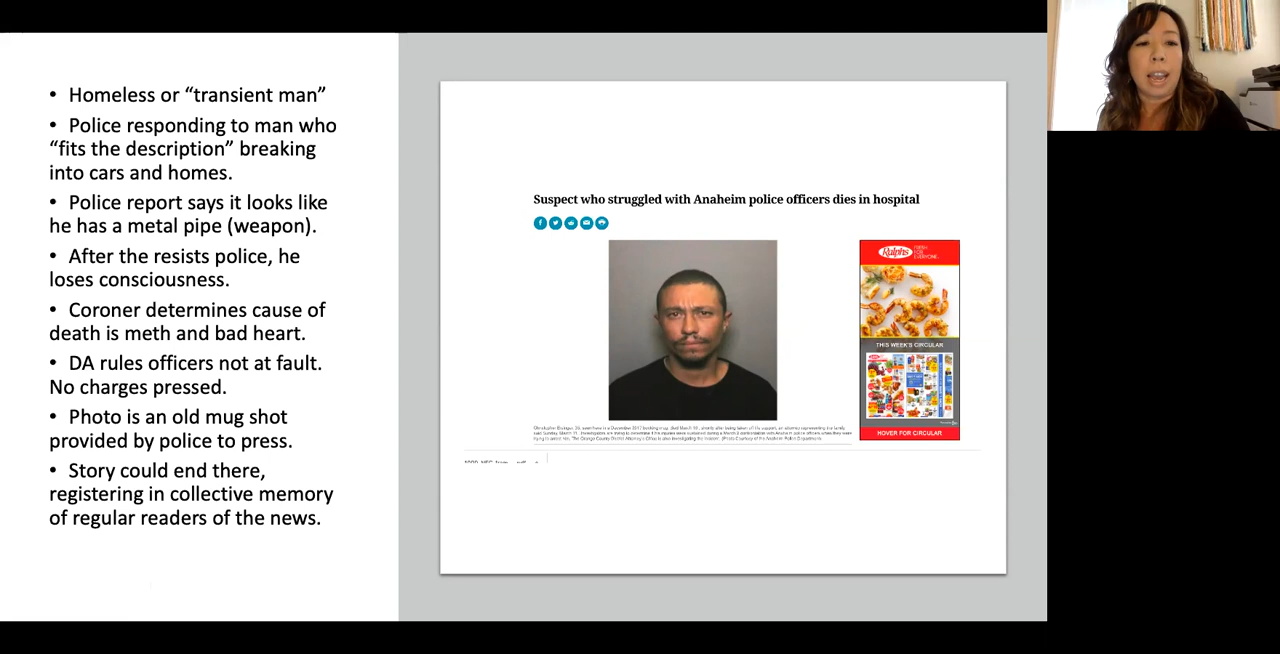 • Homeless or “transient man”
• Police responding to man who
“fits the description” breaking
into cars and homes.
• Police report says it looks like
he has a metal pipe (weapon).
• After the resists police, he
loses consciousness.
• Coroner determines cause of
death is meth and bad heart.
• DA rules officers not at fault.
No charges pressed.
• Photo is an old mug shot
provided by police to press.
• Story could end there,
registering in collective memory
of regular readers of the news.
Suspect who struggled with Anaheim police officers dies in hospital
Ralphs
FRESH
FOR
EVERYONE
THIS WEEK'S CIRCULAR
HOVER FOR CIRCULAR